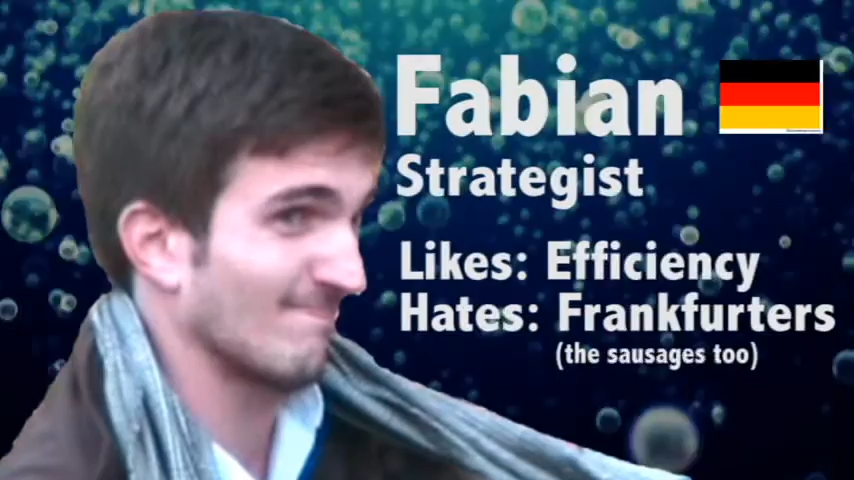 Fabian
Strategist
Likes: Efficiency
Hates: Frankfurters
(the sausages too)